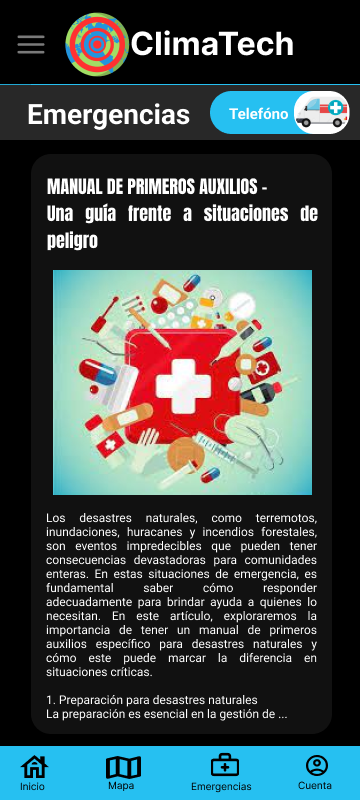 ClimaTech
Emergencias
Telefóno
MANUAL DE PRIMEROS AUXILIOS -
Una guía frente a situaciones de
peligro
Los desastres naturales, como terremotos,
inundaciones, huracanes y incendios forestales,
son eventos impredecibles que pueden tener
consecuencias devastadoras para comunidades
enteras. En estas situaciones de emergencia, es
fundamental saber cómo responder
adecuadamente para brindar ayuda a quienes lo
necesitan. En este artículo, exploraremos la
importancia de tener un manual de primeros
auxilios específico para desastres naturales y
cómo este puede marcar la diferencia en
situaciones críticas.
1. Preparación para desastres naturales
La preparación es esencial en la gestión de ...
Inicio
Mapa
Emergencias
Cuenta